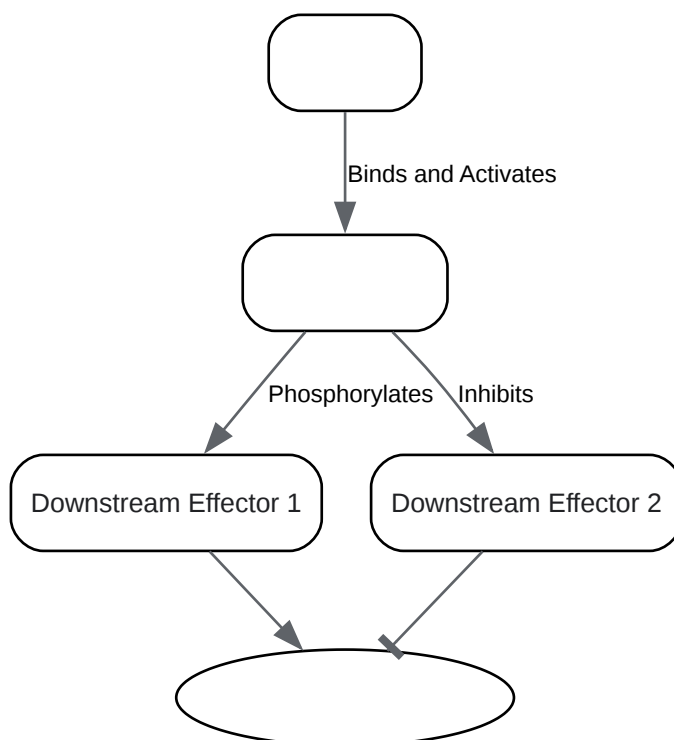 Binds and Activates
Phosphorylates
Inhibits
Downstream Effector 1
Downstream Effector 2